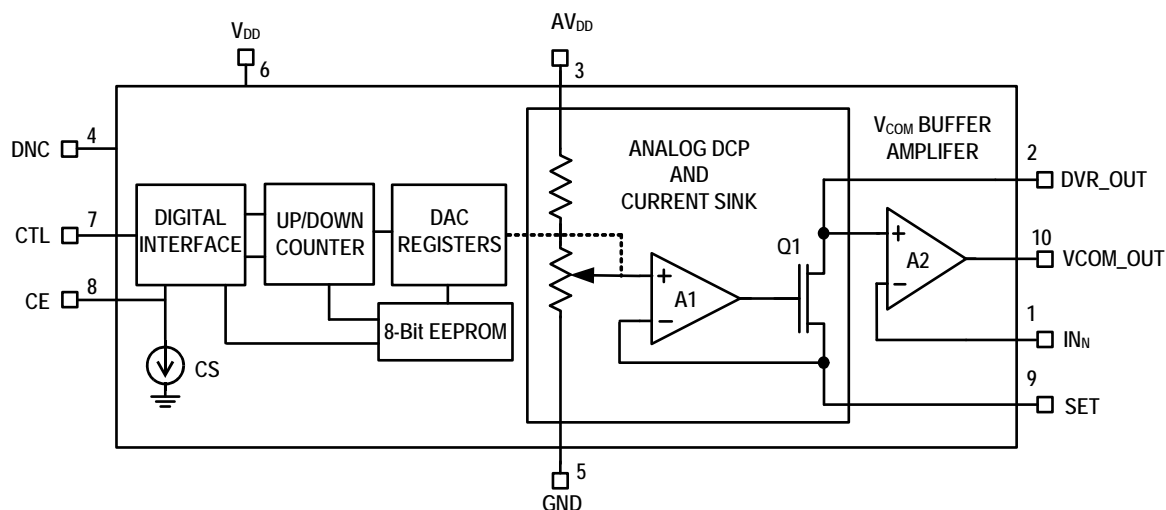 VDD
6
AVDD
3
DNC
4
CTL
7
CE
8
DIGITAL
INTERFACE
UP/DOWN
COUNTER
DAC
REGISTERS
8-Bit EEPROM
CS
ANALOG DCP
AND
CURRENT SINK
+
A1
−
Q1
VCOM BUFFER
AMPLIFER
+
A2
−
2
DVR_OUT
10
VCOM_OUT
1
INN
9
SET
5
GND